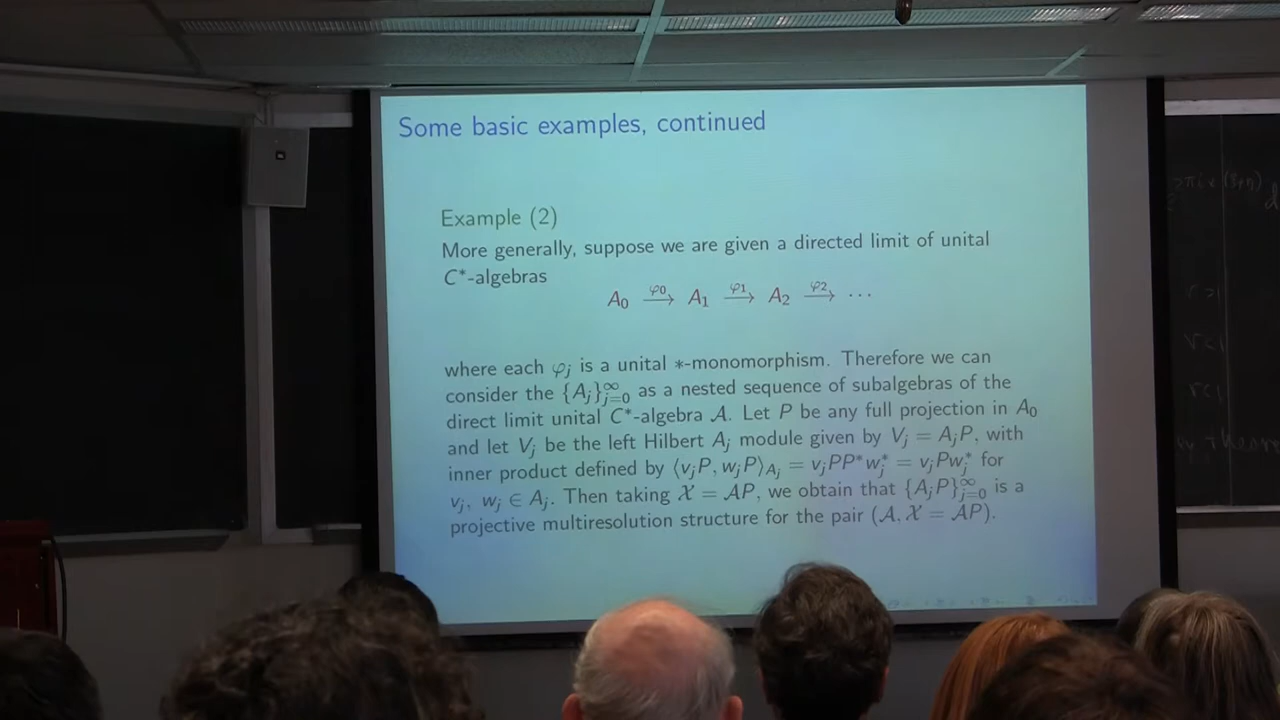 Some basic examples, continued
Example (2)
More generally, suppose we are given a directed limit of unital
C*-algebras
A₀ —φ₀→ A₁ —φ₁→ A₂ —φ₂→ ···
where each φⱼ is a unital *-monomorphism. Therefore we can
consider the {Aⱼ}∞ⱼ₌₀ as a nested sequence of subalgebras of the
direct limit unital C*-algebra 𝒜. Let P be any full projection in A₀
and let Vⱼ be the left Hilbert Aⱼ module given by Vⱼ = AⱼP, with
inner product defined by ⟨vⱼP, wⱼP⟩_Aⱼ = vⱼPP*wⱼ* = vⱼPwⱼ* for
vⱼ, wⱼ ∈ Aⱼ. Then taking 𝒳 = 𝒜P, we obtain that {AⱼP}∞ⱼ₌₀ is a
projective multiresolution structure for the pair (𝒜, 𝒳 = 𝒜P).